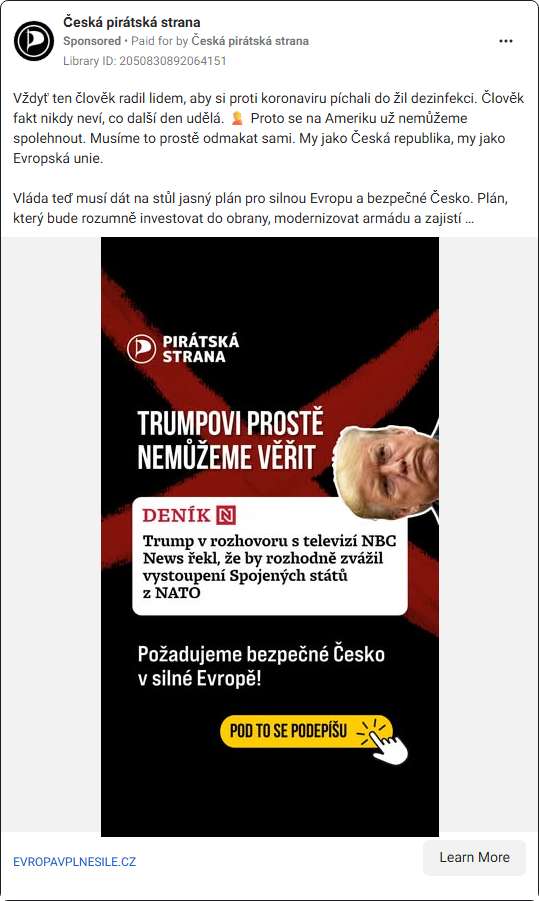 Česká pirátská strana
Sponsored • Paid for by Česká pirátská strana
Library ID: 2050830892064151
Vždyť ten člověk radil lidem, aby si proti koronaviru píchali do žil dezinfekci. Člověk
fakt nikdy neví, co další den udělá. 🤦 Proto se na Ameriku už nemůžeme
spolehnout. Musíme to prostě odmakat sami. My jako Česká republika, my jako
Evropská unie.
Vláda teď musí dát na stůl jasný plán pro silnou Evropu a bezpečné Česko. Plán,
který bude rozumně investovat do obrany, modernizovat armádu a zajistí ...
PIRÁTSKÁ
STRANA
TRUMPOVI PROSTĚ
NEMŮŽEME VĚŘIT
DENÍK N
Trump v rozhovoru s televizí NBC
News řekl, že by rozhodně zvážil
vystoupení Spojených států
z NATO
Požadujeme bezpečné Česko
v silné Evropě!
POD TO SE PODEPÍŠU
EVROPAVPLNESILE.CZ
Learn More